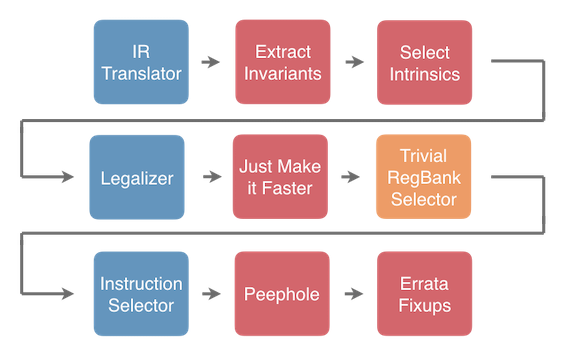 IR
Translator
Extract
Invariants
Select
Intrinsics
Legalizer
Just Make
it Faster
Trivial
RegBank
Selector
Instruction
Selector
Peephole
Errata
Fixups